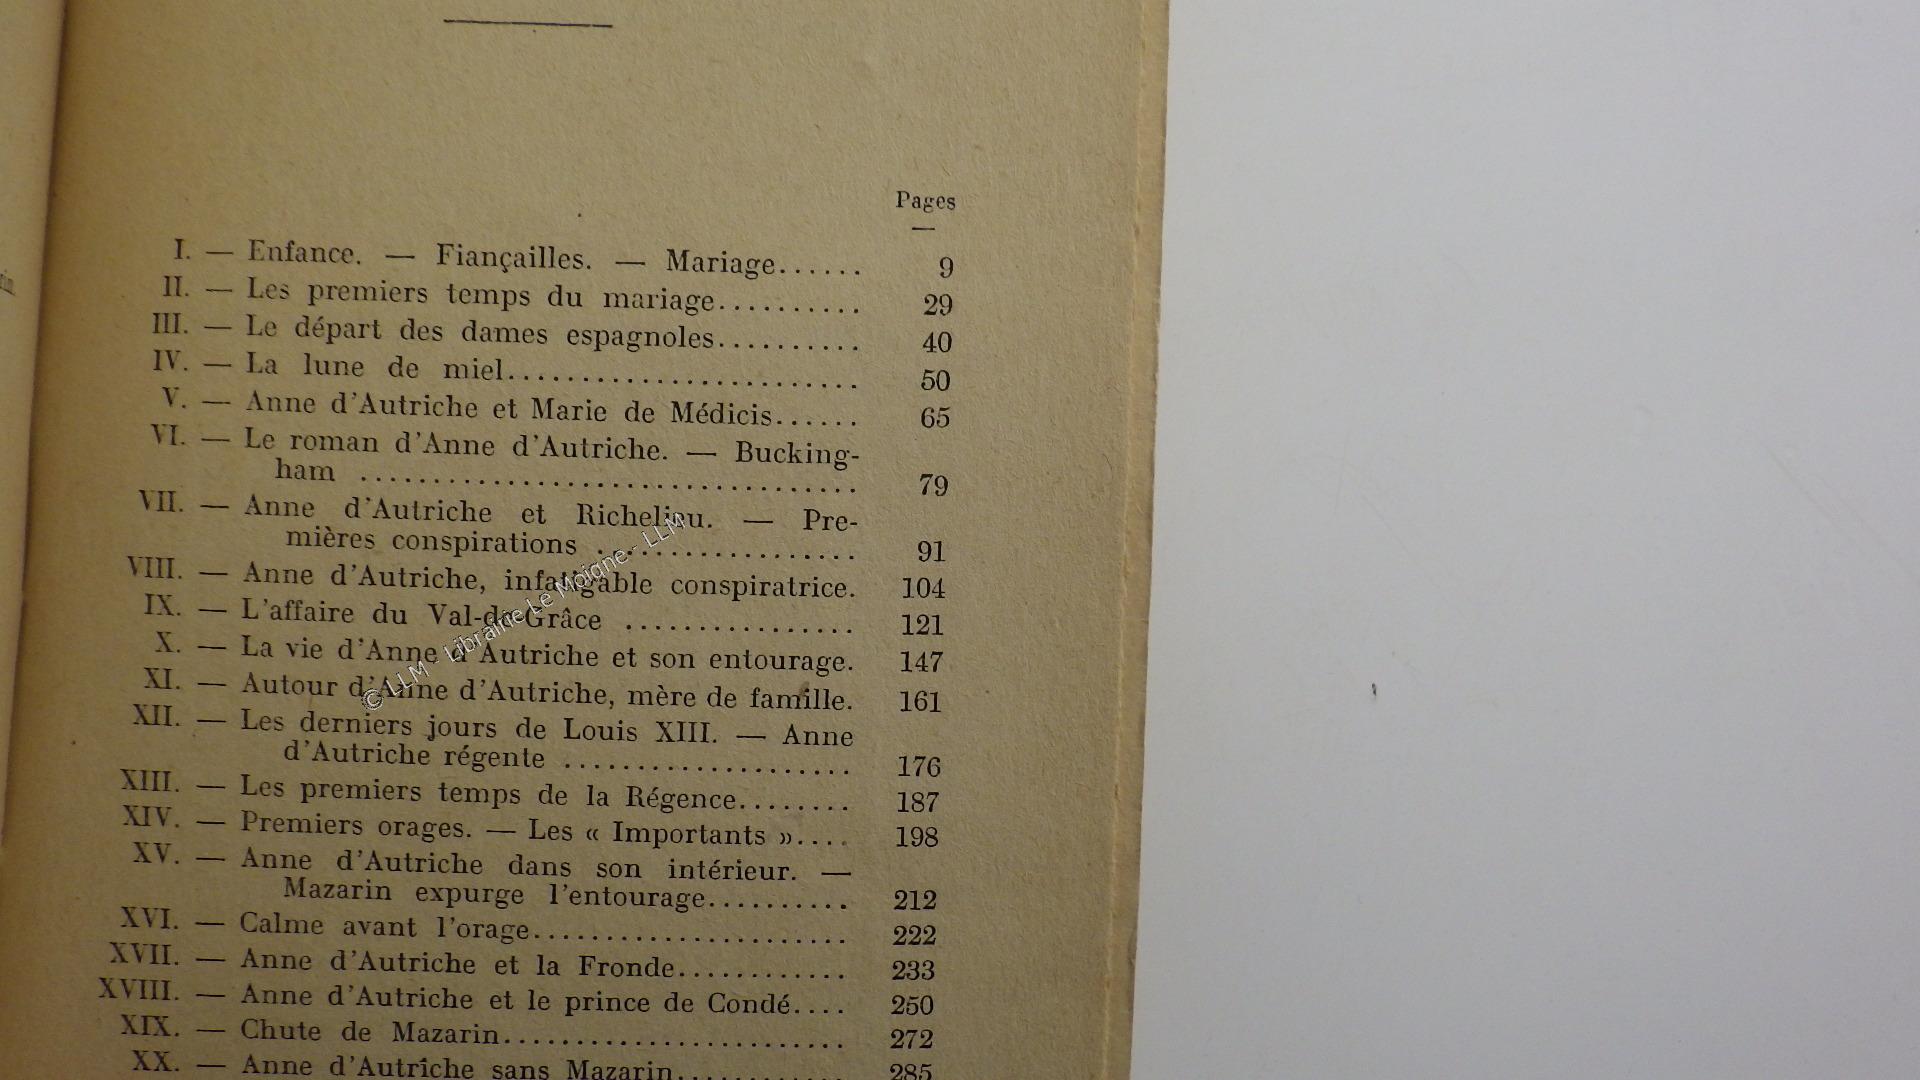 Pages
I. — Enfance. — Fiançailles. — Mariage...... 9
II. — Les premiers temps du mariage.......... 29
III. — Le départ des dames espagnoles.......... 40
IV. — La lune de miel........................ 50
V. — Anne d'Autriche et Marie de Médicis...... 65
VI. — Le roman d'Anne d'Autriche. — Bucking-
ham .................................. 79
VII. — Anne d'Autriche et Richelieu. — Pre-
mières conspirations .................. 91
VIII. — Anne d'Autriche, infatigable conspiratrice. 104
IX. — L'affaire du Val-de-Grâce ................ 121
X. — La vie d'Anne d'Autriche et son entourage. 147
XI. — Autour d'Anne d'Autriche, mère de famille. 161
XII. — Les derniers jours de Louis XIII. — Anne
d'Autriche régente .................... 176
XIII. — Les premiers temps de la Régence........ 187
XIV. — Premiers orages. — Les « Importants ».... 198
XV. — Anne d'Autriche dans son intérieur. —
Mazarin expurge l'entourage.......... 212
XVI. — Calme avant l'orage...................... 222
XVII. — Anne d'Autriche et la Fronde............ 233
XVIII. — Anne d'Autriche et le prince de Condé.... 250
XIX. — Chute de Mazarin........................ 272
XX. — Anne d'Autriche sans Mazarin............ 285
© LLM - Librairie Le Moigne - LLM